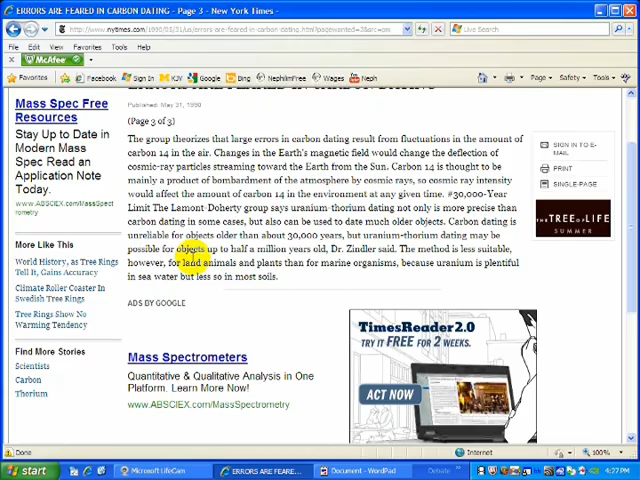 ERRORS ARE FEARED IN CARBON DATING - Page 3 - New York Times -
http://www.nytimes.com/1990/05/31/us/errors-are-feared-in-carbon-dating.html?pagewanted=3&src=pm
Live Search
File Edit View Favorites Tools Help
McAfee
Favorites Facebook Sign In KJV Google Bing NephilimFree Wages Neph Page Safety Tools
ERRORS ARE FEARED IN CARBON DATING
Mass Spec Free
Resources
Stay Up to Date in
Modern Mass
Spec Read an
Application Note
Today.
www.ABSCIEX.com/MassSpect
rometry
More Like This
World History, as Tree Rings
Tell It, Gains Accuracy
Climate Roller Coaster In
Swedish Tree Rings
Tree Rings Show No
Warming Tendency
Find More Stories
Scientists
Carbon
Thorium
Published: May 31, 1990
(Page 3 of 3)
The group theorizes that large errors in carbon dating result from fluctuations in the amount of
carbon 14 in the air. Changes in the Earth's magnetic field would change the deflection of
cosmic-ray particles streaming toward the Earth from the Sun. Carbon 14 is thought to be
mainly a product of bombardment of the atmosphere by cosmic rays, so cosmic ray intensity
would affect the amount of carbon 14 in the environment at any given time. #30,000-Year
Limit The Lamont-Doherty group says uranium-thorium dating not only is more precise than
carbon dating in some cases, but also can be used to date much older objects. Carbon dating is
unreliable for objects older than about 30,000 years, but uranium-thorium dating may be
possible for objects up to half a million years old, Dr. Zindler said. The method is less suitable,
however, for land animals and plants than for marine organisms, because uranium is plentiful
in sea water but less so in most soils.
SIGN IN TO E-
MAIL
PRINT
SINGLE-PAGE
THE TREE OF LIFE
ADS BY GOOGLE
Mass Spectrometers
Quantitative & Qualitative Analysis in One
Platform. Learn More Now!
www.ABSCIEX.com/MassSpectrometry
TimesReader 2.0
TRY IT FREE FOR 2 WEEKS.
ACT NOW
Done Internet 100%
start Microsoft LifeCam ERRORS ARE FEARE... Document - WordPad Debate 4:27 PM